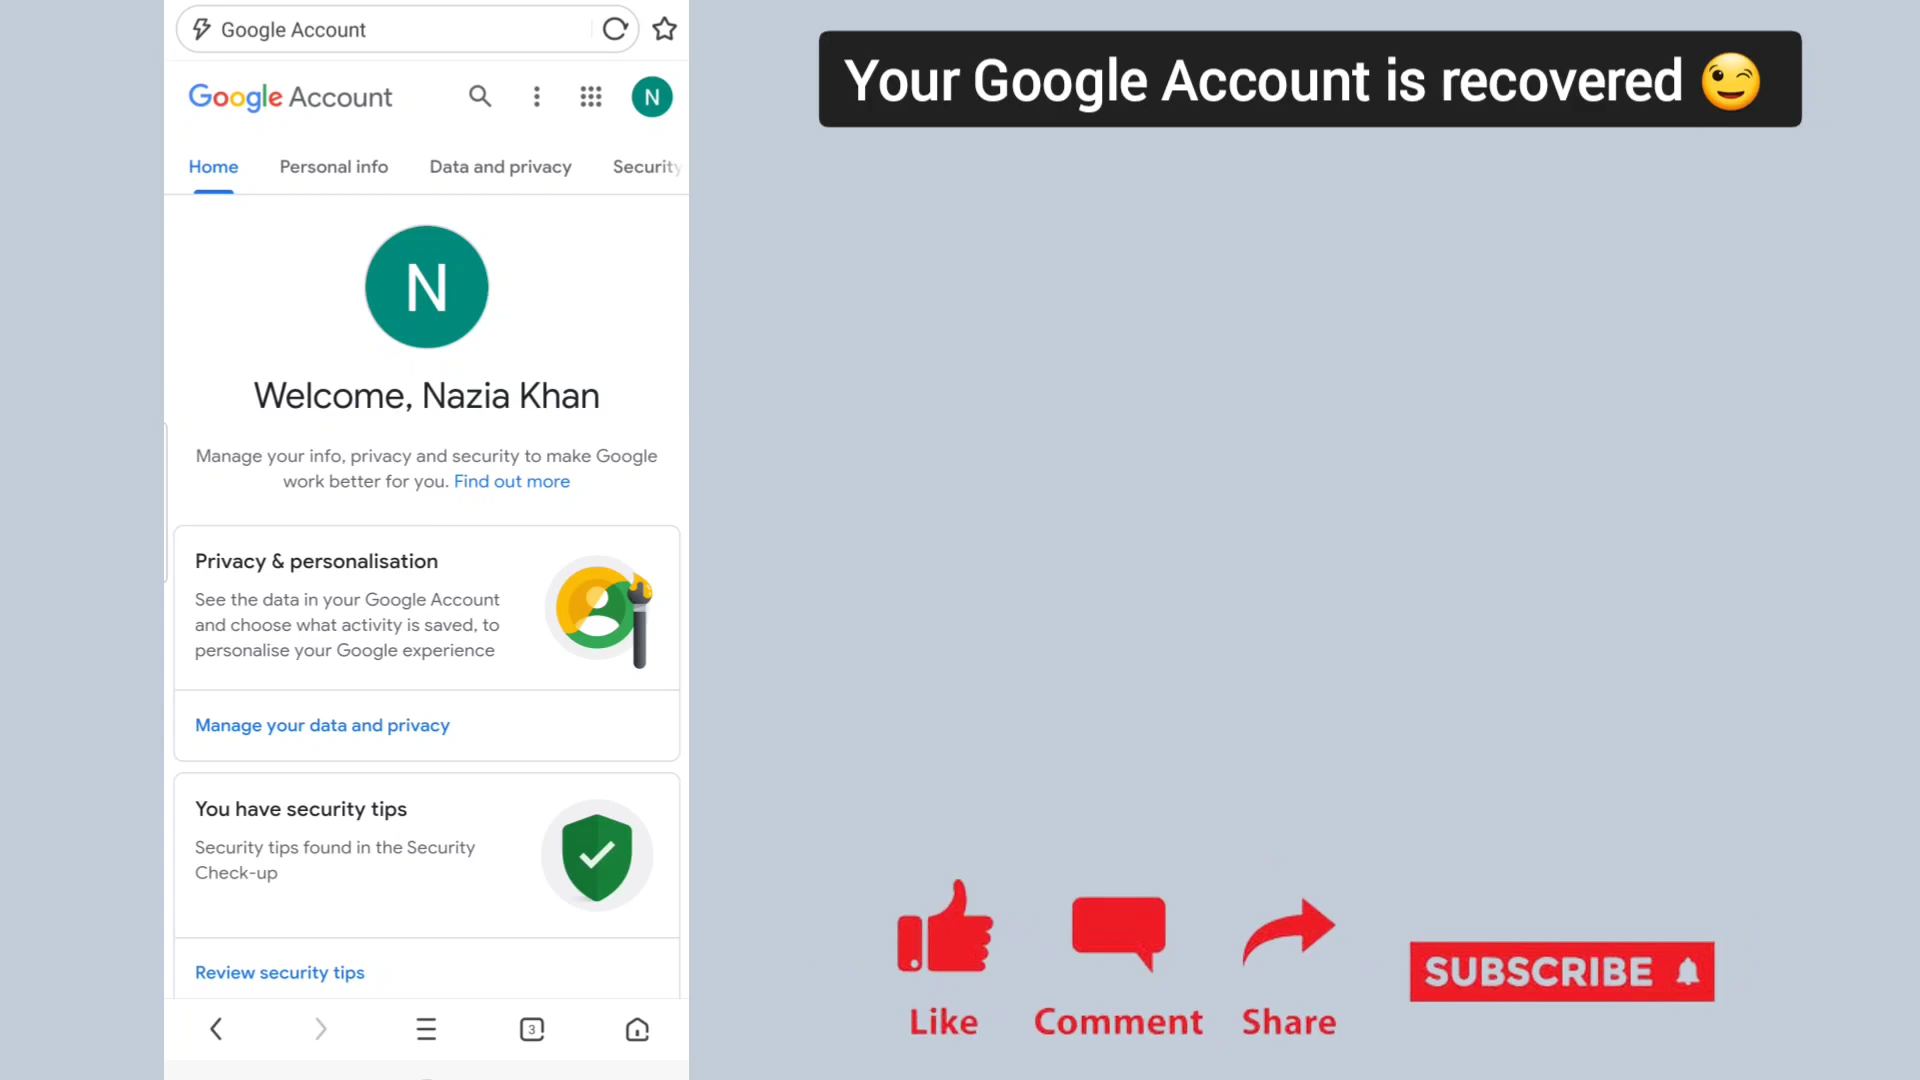 Google Account
Google Account
N
Home Personal info Data and privacy Security
N
Welcome, Nazia Khan
Manage your info, privacy and security to make Google
work better for you. Find out more
Privacy & personalisation
See the data in your Google Account
and choose what activity is saved, to
personalise your Google experience
Manage your data and privacy
You have security tips
Security tips found in the Security
Check-up
Review security tips
3
Your Google Account is recovered 😉
Like Comment Share
SUBSCRIBE